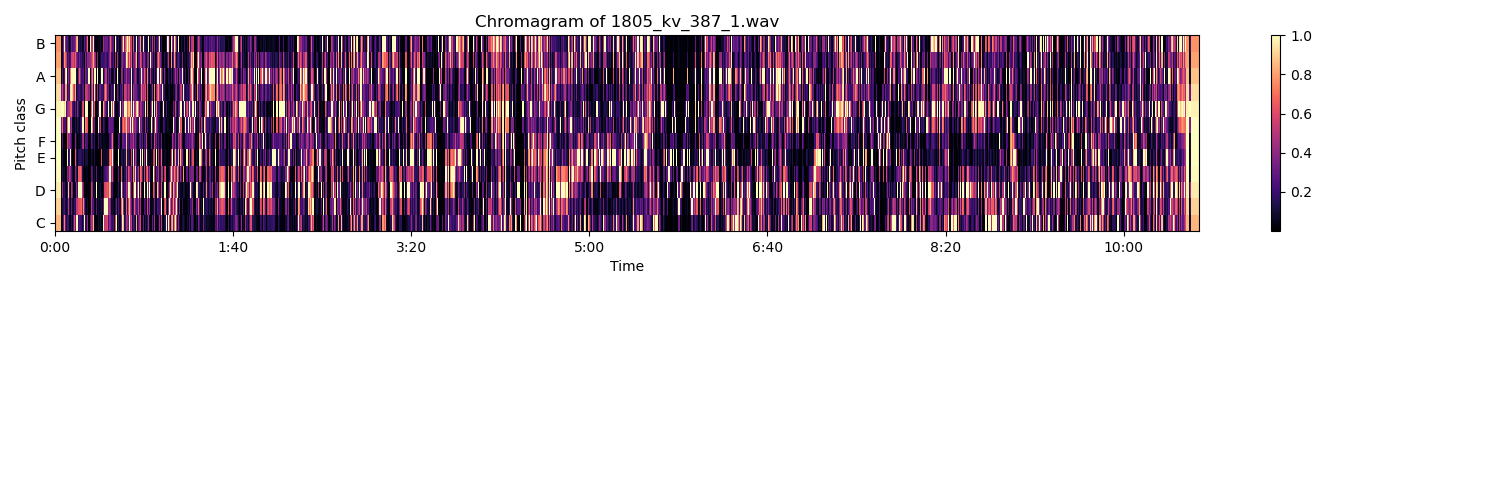 Chromagram of 1805_kv_387_1.wav
B
A
G
F
E
D
C
Pitch class
0:00 1:40 3:20 5:00 6:40 8:20 10:00
Time
1.0
0.8
0.6
0.4
0.2